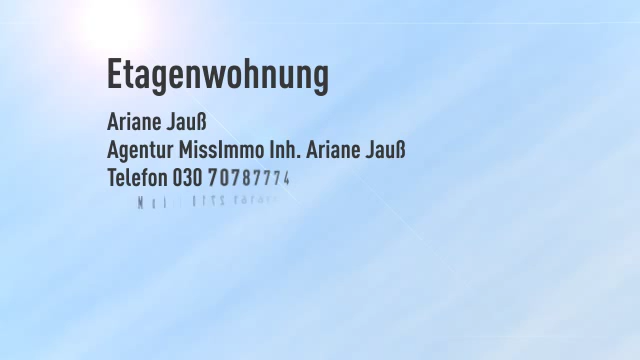 Etagenwohnung
Ariane Jauß
Agentur MissImmo Inh. Ariane Jauß
Telefon 030 70787774